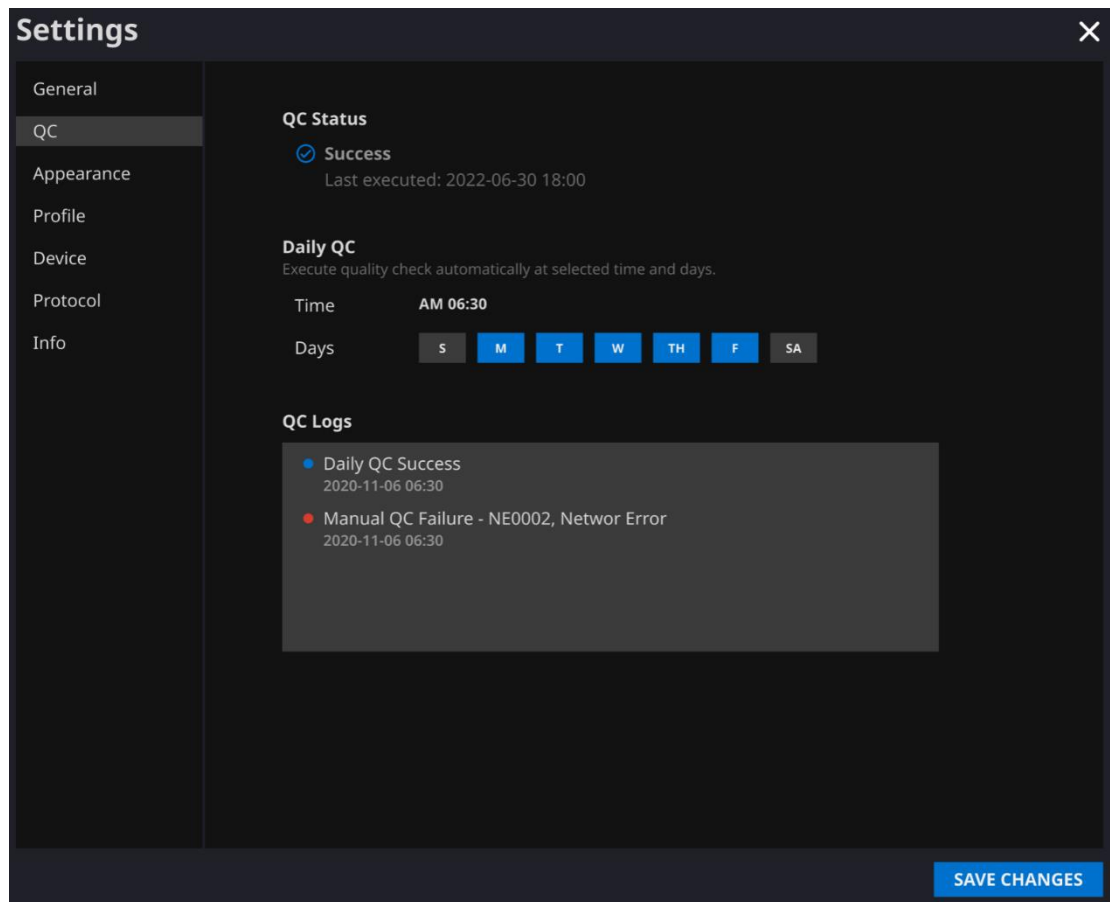 Settings
General
QC
Appearance
Profile
Device
Protocol
Info
QC Status
Success
Last executed: 2022-06-30 18:00
Daily QC
Execute quality check automatically at selected time and days.
Time AM 06:30
Days S M T W TH F SA
QC Logs
Daily QC Success
2020-11-06 06:30
Manual QC Failure - NE0002, Networ Error
2020-11-06 06:30
SAVE CHANGES